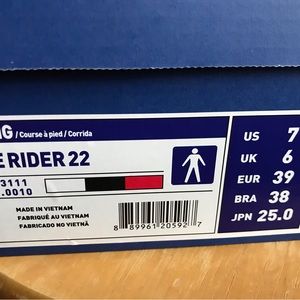 NG / Course à pied / Corrida
E RIDER 22
3111
.0010
MADE IN VIETNAM
FABRIQUÉ AU VIETNAM
FABRICADO NO VIETNÃ
8 89961 20592 7
US 7
UK 6
EUR 39
BRA 38
JPN 25.0